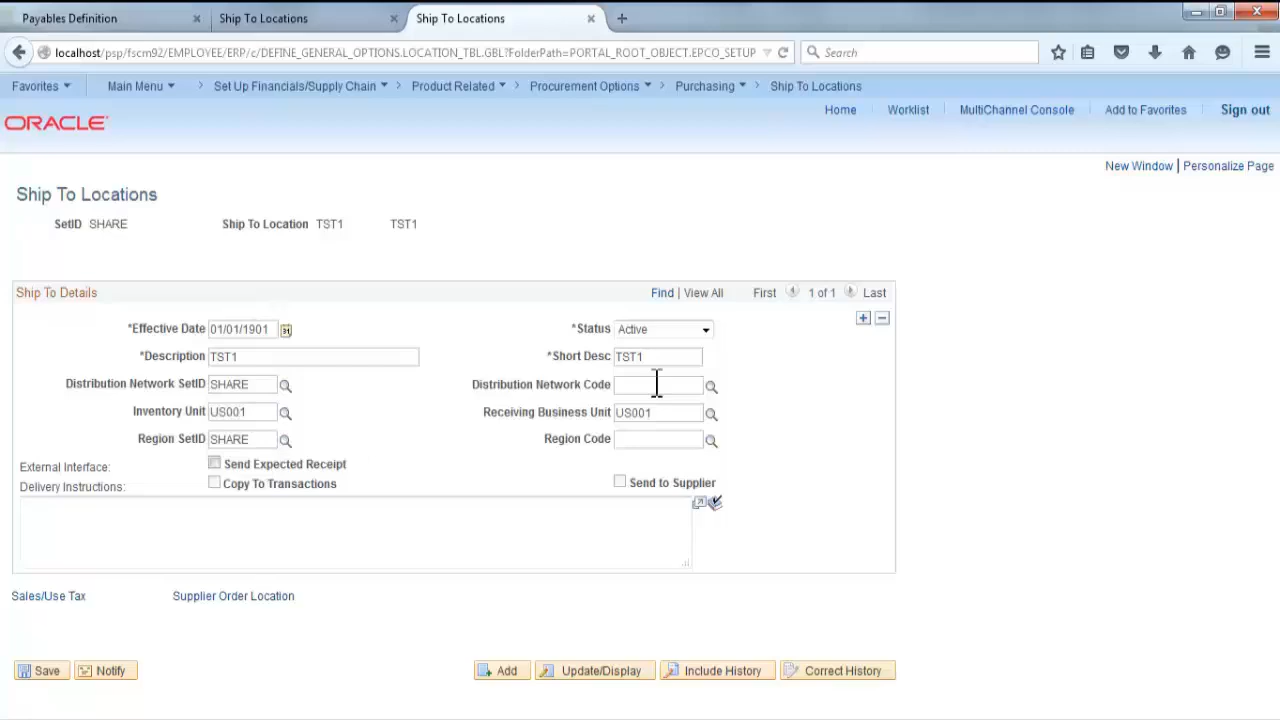 Payables Definition × Ship To Locations × Ship To Locations × +
localhost/psp/fscm92/EMPLOYEE/ERP/c/DEFINE_GENERAL_OPTIONS.LOCATION_TBL.GBL?FolderPath=PORTAL_ROOT_OBJECT.EPCO_SETUP Search
Favorites Main Menu > Set Up Financials/Supply Chain > Product Related > Procurement Options > Purchasing > Ship To Locations
Home Worklist MultiChannel Console Add to Favorites Sign out
ORACLE
New Window | Personalize Page
Ship To Locations
SetID SHARE Ship To Location TST1 TST1
Ship To Details Find | View All First 1 of 1 Last
*Effective Date 01/01/1901 31 *Status Active
*Description TST1 *Short Desc TST1
Distribution Network SetID SHARE Distribution Network Code
Inventory Unit US001 Receiving Business Unit US001
Region SetID SHARE Region Code
External Interface: Send Expected Receipt
Delivery Instructions: Copy To Transactions Send to Supplier
Sales/Use Tax Supplier Order Location
Save Notify Add Update/Display Include History Correct History